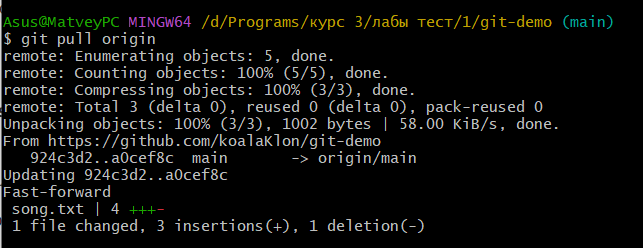 Asus@MatveyPC MINGW64 /d/Programs/курс 3/лабы тест/1/git-demo (main)
$ git pull origin
remote: Enumerating objects: 5, done.
remote: Counting objects: 100% (5/5), done.
remote: Compressing objects: 100% (3/3), done.
remote: Total 3 (delta 0), reused 0 (delta 0), pack-reused 0
Unpacking objects: 100% (3/3), 1002 bytes | 58.00 KiB/s, done.
From https://github.com/koalaKlon/git-demo
   924c3d2..a0cef8c  main       -> origin/main
Updating 924c3d2..a0cef8c
Fast-forward
 song.txt | 4 +++-
 1 file changed, 3 insertions(+), 1 deletion(-)